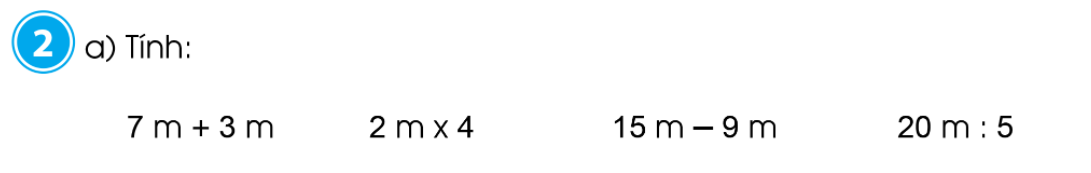 2 a) Tính:
7 m + 3 m 2 m x 4 15 m – 9 m 20 m : 5